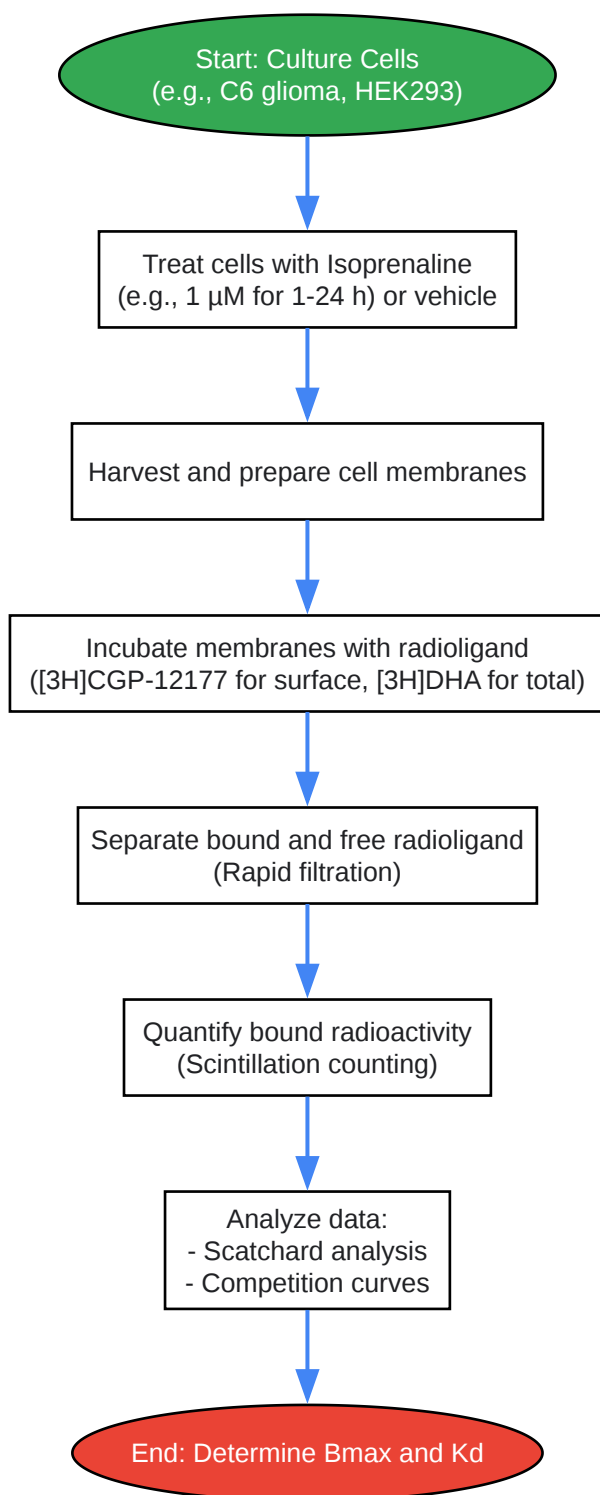 Start: Culture Cells
(e.g., C6 glioma, HEK293)
Treat cells with Isoprenaline
(e.g., 1 µM for 1-24 h) or vehicle
Harvest and prepare cell membranes
Incubate membranes with radioligand
([3H]CGP-12177 for surface, [3H]DHA for total)
Separate bound and free radioligand
(Rapid filtration)
Quantify bound radioactivity
(Scintillation counting)
Analyze data:
- Scatchard analysis
- Competition curves
End: Determine Bmax and Kd